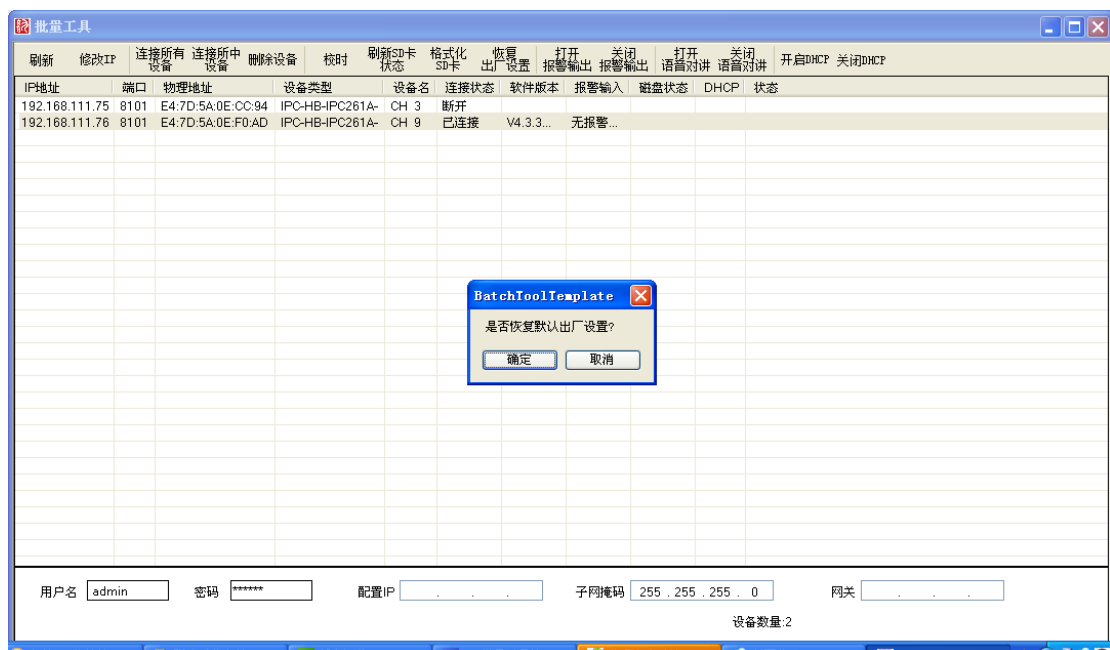 批量工具
刷新 修改IP 连接所有设备 连接所中设备 删除设备 校时 刷新SD卡状态 格式化SD卡 恢复出厂设置 打开报警输出 关闭报警输出 打开语音对讲 关闭语音对讲 开启DHCP 关闭DHCP
IP地址 端口 物理地址 设备类型 设备名 连接状态 软件版本 报警输入 磁盘状态 DHCP 状态
192.168.111.75 8101 E4:7D:5A:0E:CC:94 IPC-HB-IPC261A- CH 3 断开
192.168.111.76 8101 E4:7D:5A:0E:F0:AD IPC-HB-IPC261A- CH 9 已连接 V4.3.3... 无报警...
BatchToolTemplate
是否恢复默认出厂设置?
确定 取消
用户名 admin 密码 ****** 配置IP . . . 子网掩码 255 . 255 . 255 . 0 网关 . . .
设备数量:2